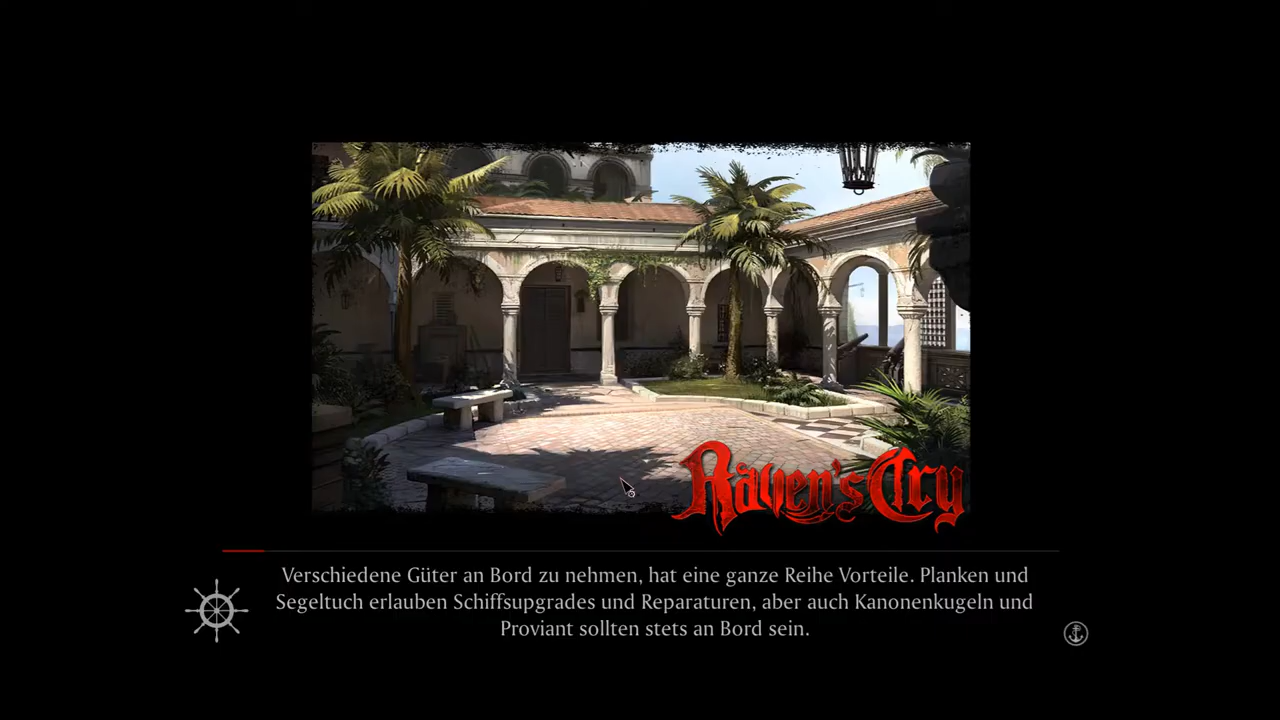 Raven's Cry
Verschiedene Güter an Bord zu nehmen, hat eine ganze Reihe Vorteile. Planken und
Segeltuch erlauben Schiffsupgrades und Reparaturen, aber auch Kanonenkugeln und
Proviant sollten stets an Bord sein.